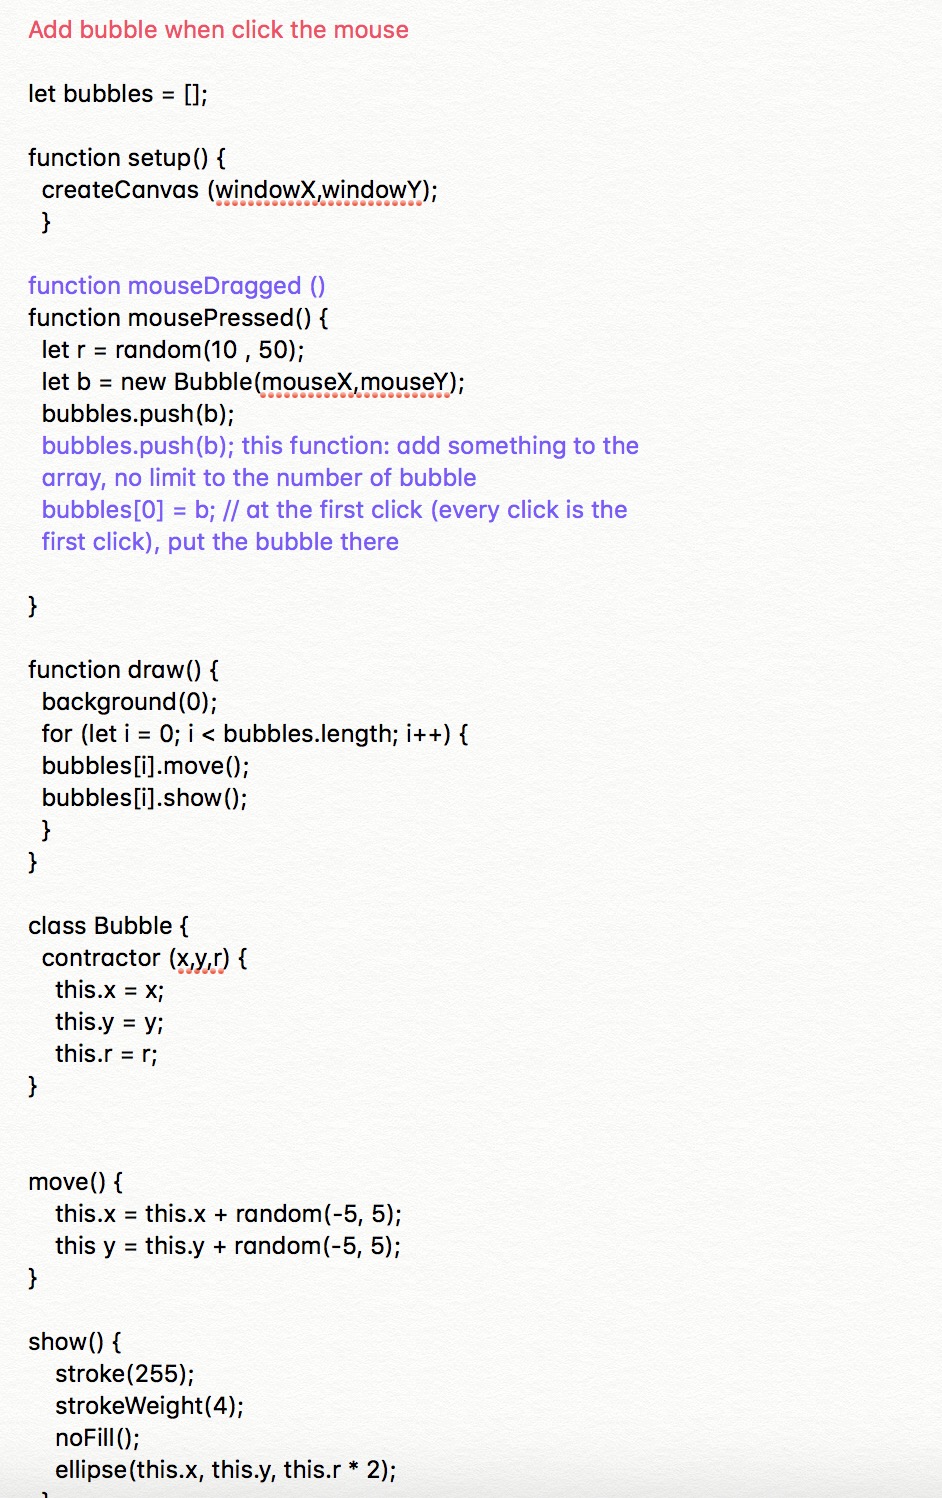 Add bubble when click the mouse
let bubbles = [];
function setup() {
createCanvas (windowX,windowY);
}
function mouseDragged ()
function mousePressed() {
let r = random(10 , 50);
let b = new Bubble(mouseX,mouseY);
bubbles.push(b);
bubbles.push(b); this function: add something to the
array, no limit to the number of bubble
bubbles[0] = b; // at the first click (every click is the
first click), put the bubble there
}
function draw() {
background(0);
for (let i = 0; i < bubbles.length; i++) {
bubbles[i].move();
bubbles[i].show();
}
}
class Bubble {
contractor (x,y,r) {
this.x = x;
this.y = y;
this.r = r;
}
move() {
this.x = this.x + random(-5, 5);
this y = this.y + random(-5, 5);
}
show() {
stroke(255);
strokeWeight(4);
noFill();
ellipse(this.x, this.y, this.r * 2);